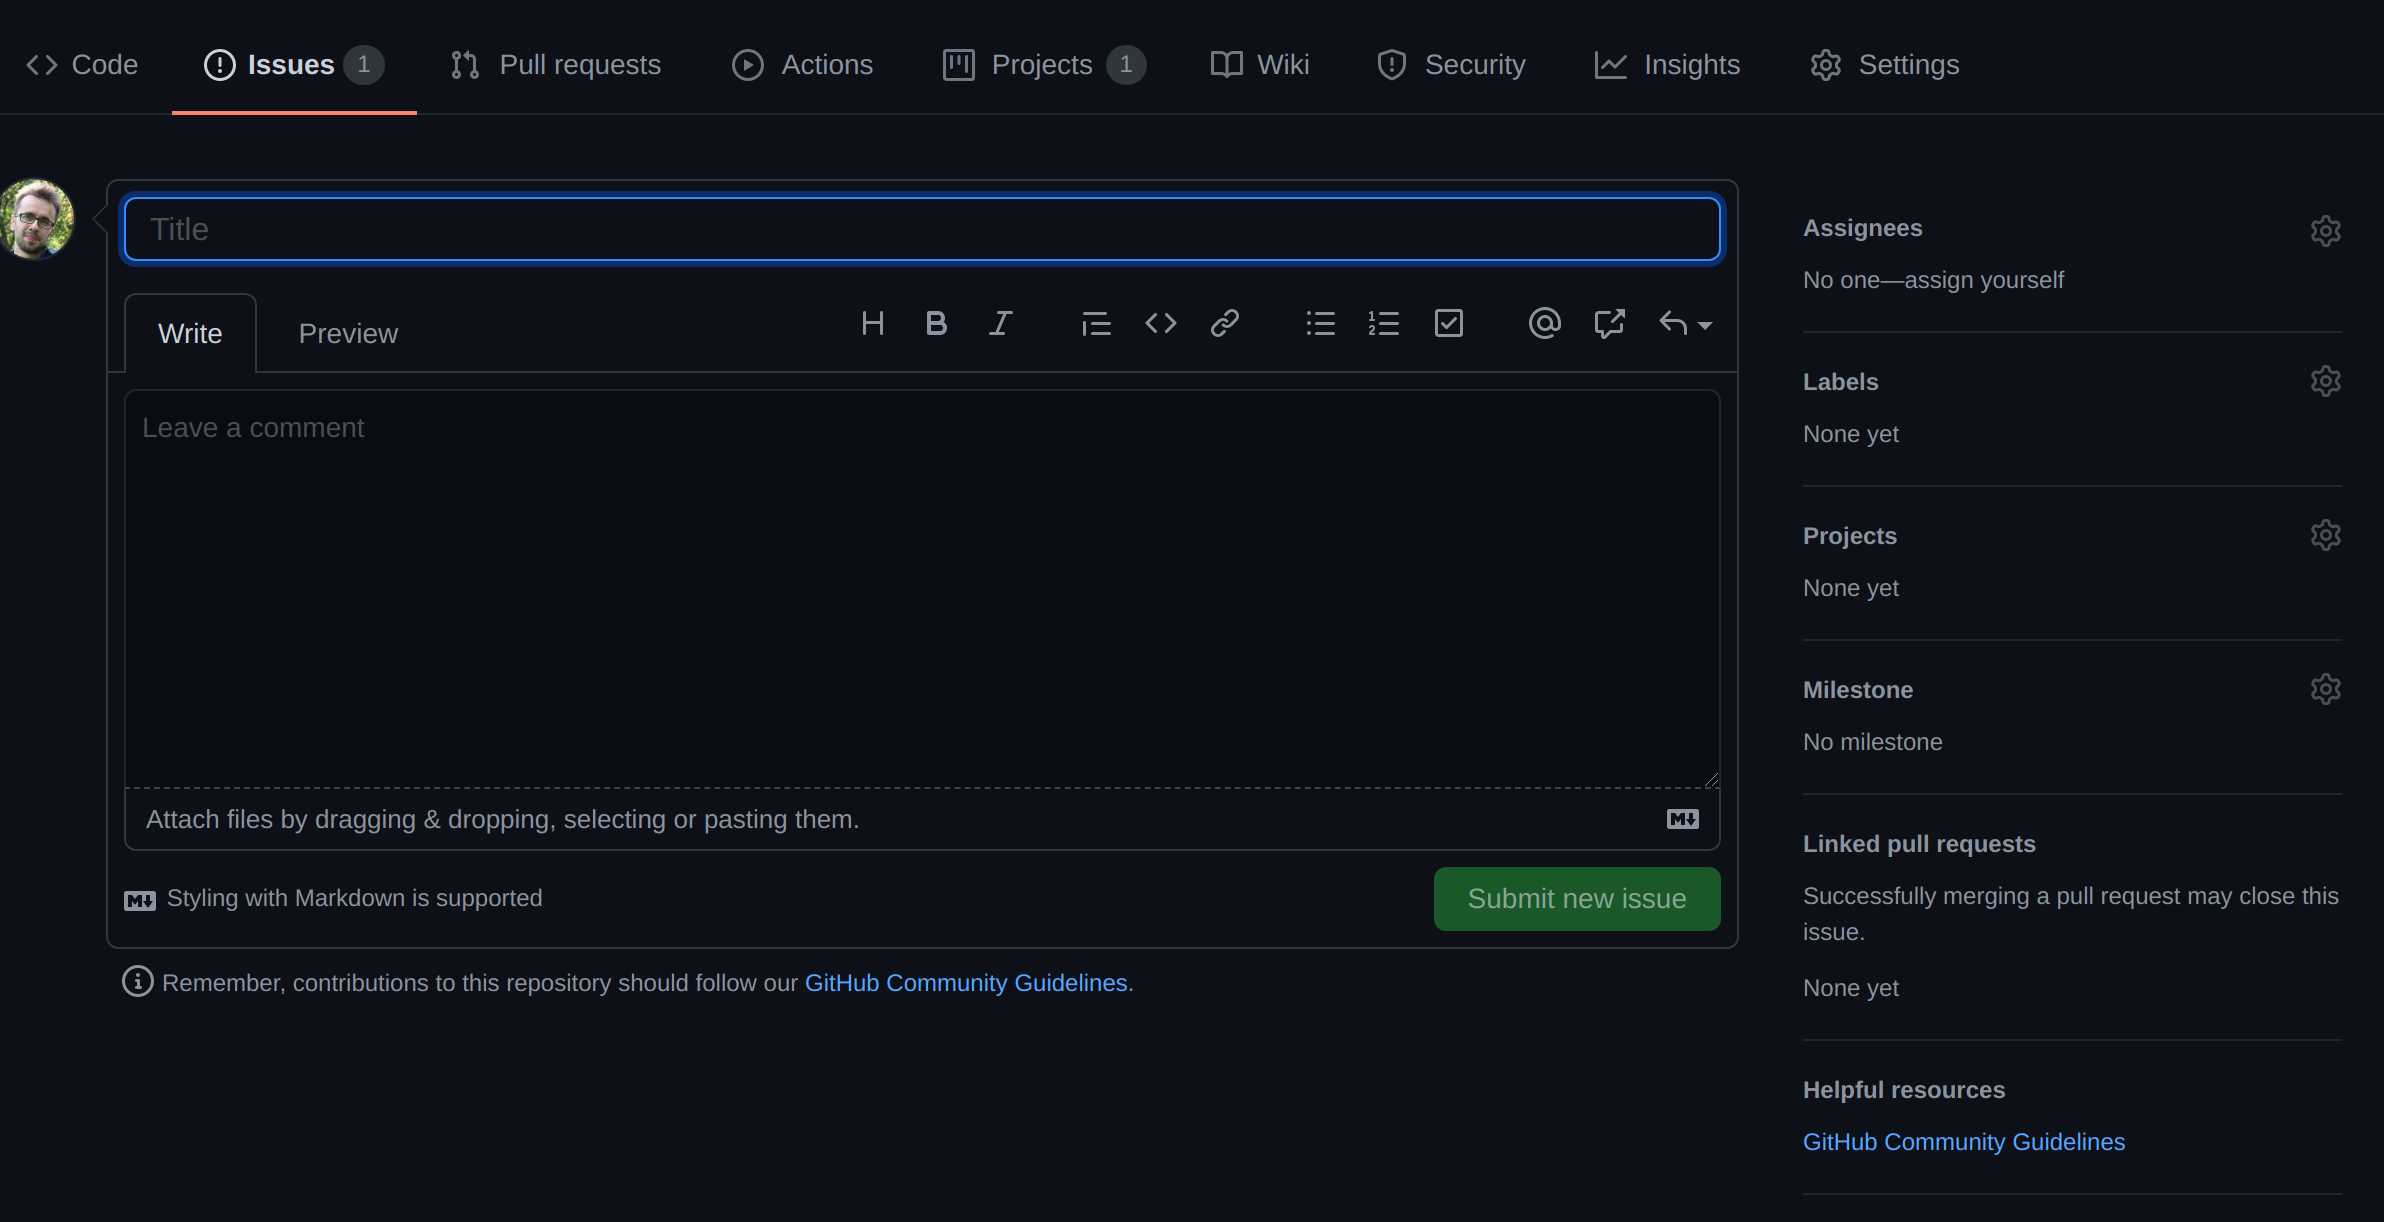 Code Issues 1 Pull requests Actions Projects 1 Wiki Security Insights Settings
Title
Write Preview
Leave a comment
Attach files by dragging & dropping, selecting or pasting them.
Styling with Markdown is supported
Submit new issue
Remember, contributions to this repository should follow our GitHub Community Guidelines.
Assignees
No one—assign yourself
Labels
None yet
Projects
None yet
Milestone
No milestone
Linked pull requests
Successfully merging a pull request may close this
issue.
None yet
Helpful resources
GitHub Community Guidelines